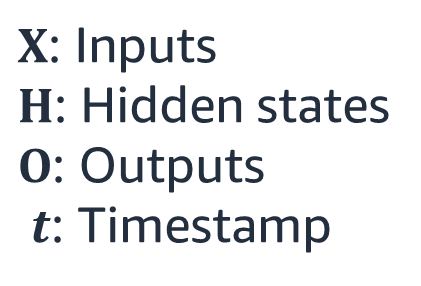 X: Inputs
H: Hidden states
O: Outputs
t: Timestamp